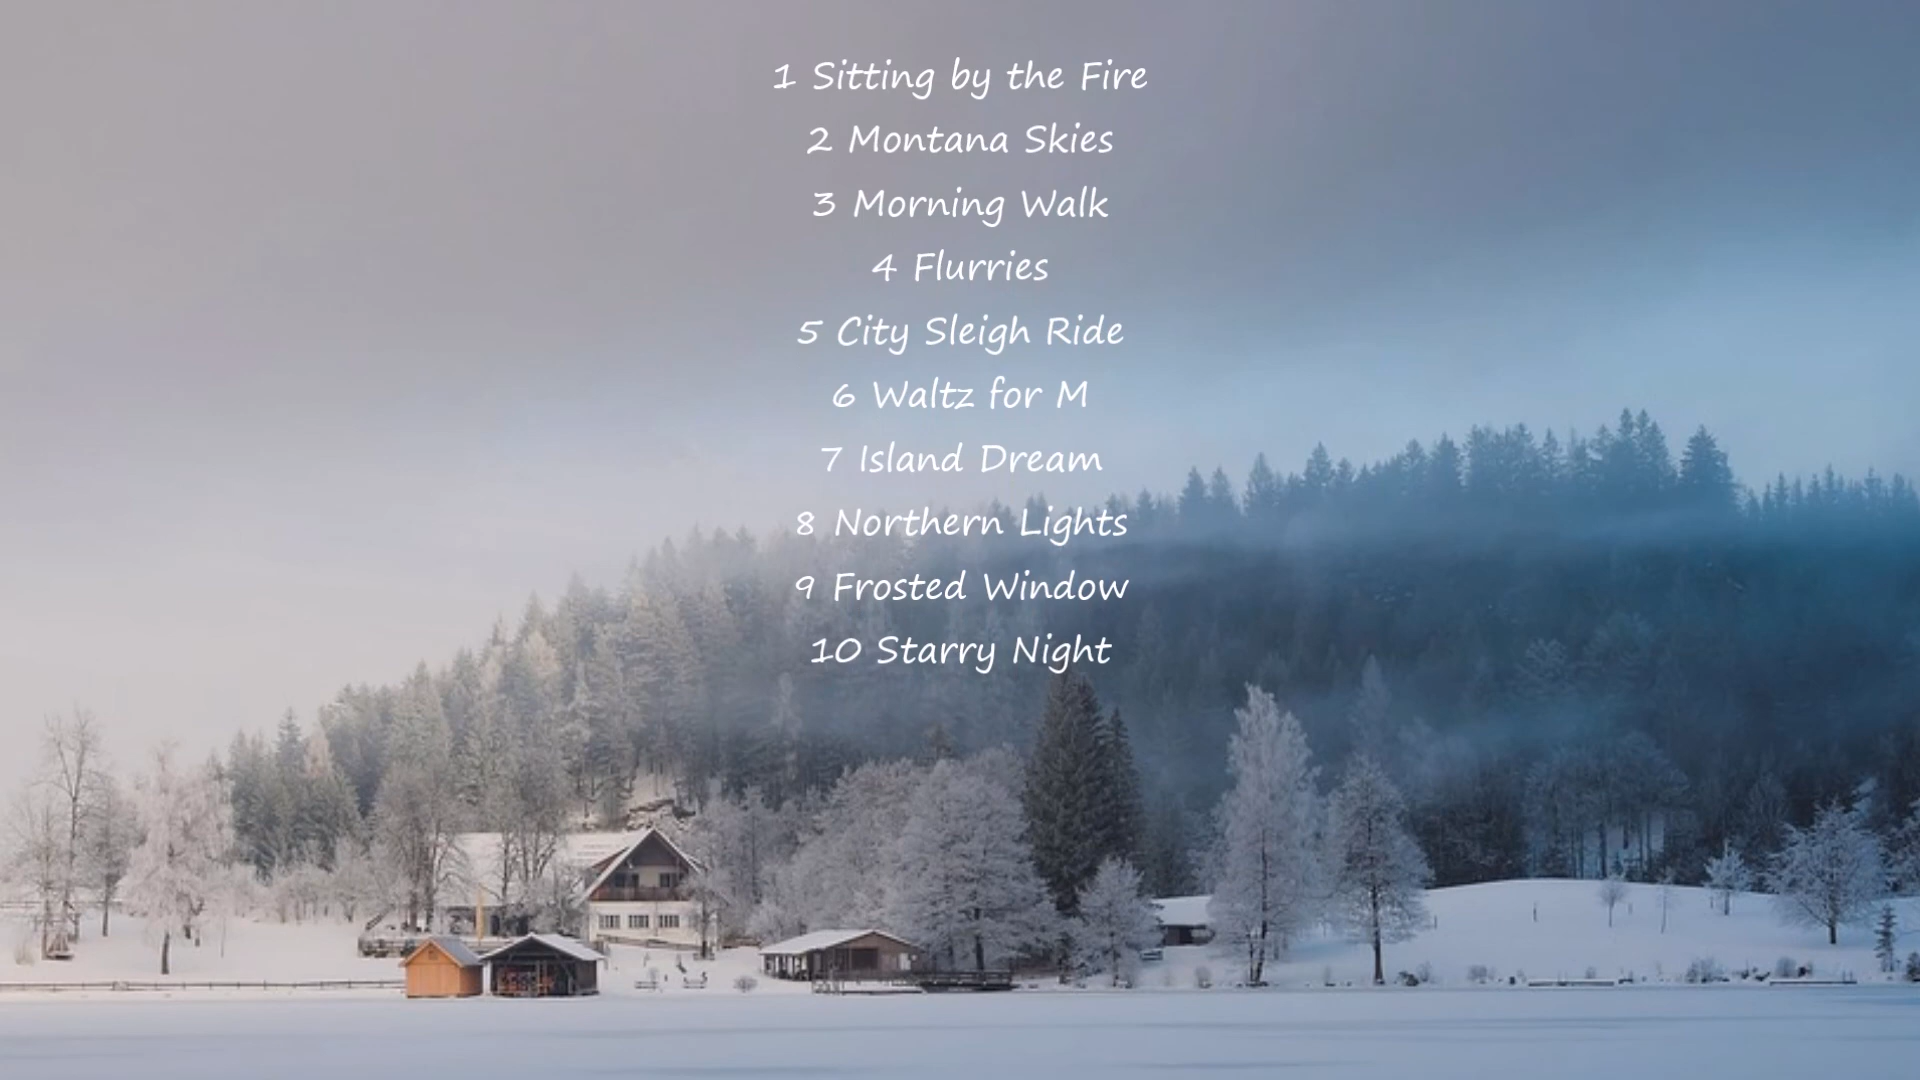 1 Sitting by the Fire
2 Montana Skies
3 Morning Walk
4 Flurries
5 City Sleigh Ride
6 Waltz for M
7 Island Dream
8 Northern Lights
9 Frosted Window
10 Starry Night